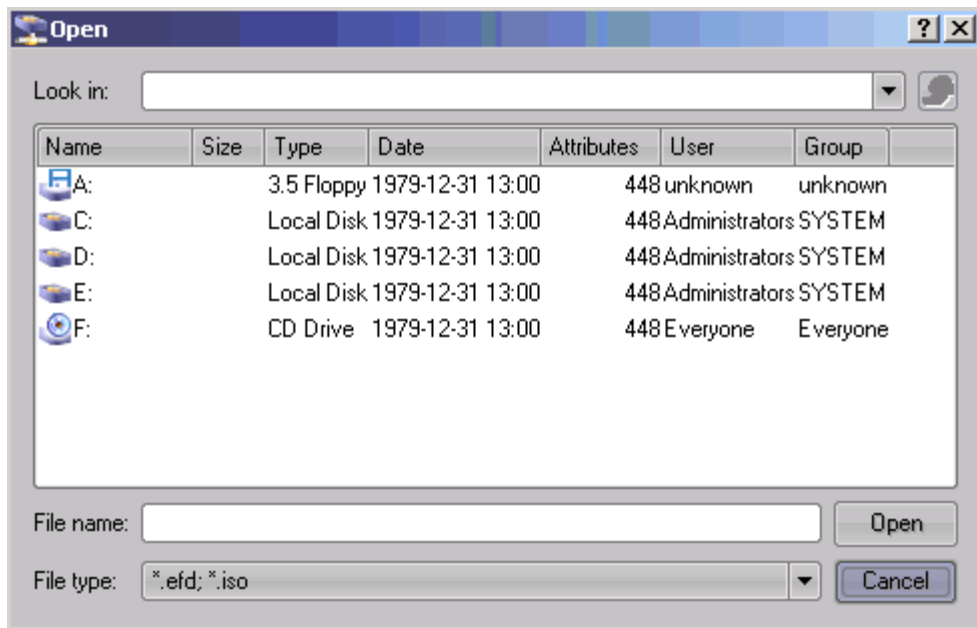 Open
Look in:
Name Size Type Date Attributes User Group
A: 3.5 Floppy 1979-12-31 13:00 448 unknown unknown
C: Local Disk 1979-12-31 13:00 448 Administrators SYSTEM
D: Local Disk 1979-12-31 13:00 448 Administrators SYSTEM
E: Local Disk 1979-12-31 13:00 448 Administrators SYSTEM
F: CD Drive 1979-12-31 13:00 448 Everyone Everyone
File name: Open
File type: *.efd; *.iso Cancel